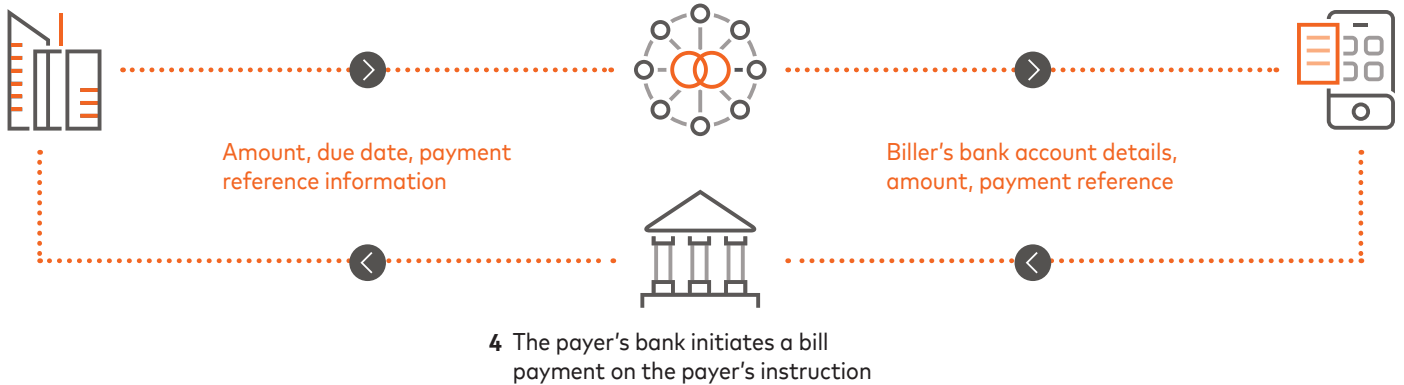 Amount, due date, payment
reference information
Biller’s bank account details,
amount, payment reference
4 The payer’s bank initiates a bill
payment on the payer’s instruction